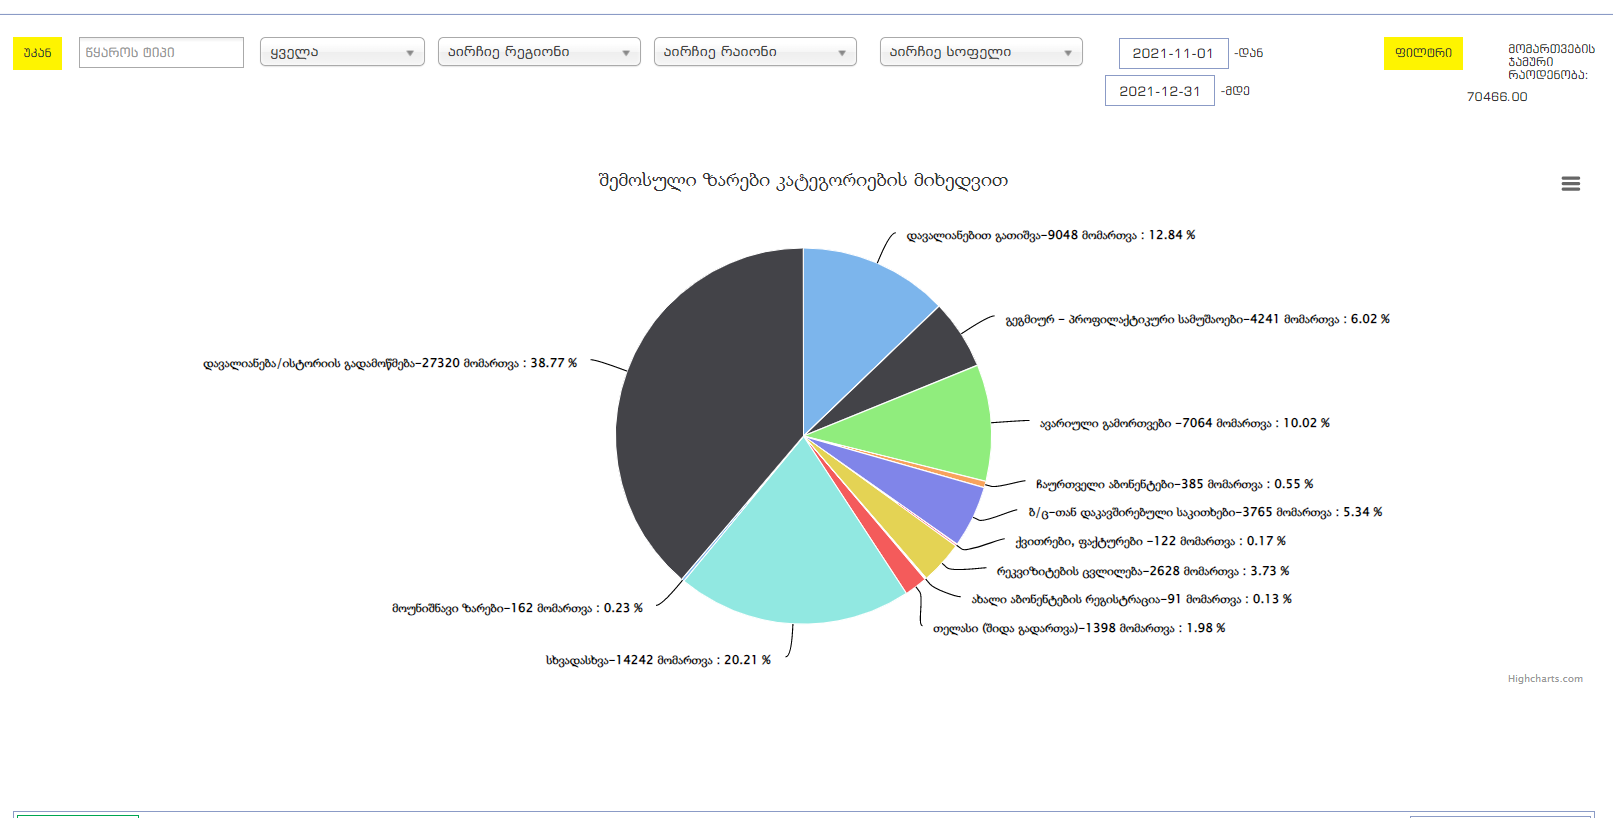 უკან
წყაროს ტიპი
ყველა
აირჩიე რეგიონი
აირჩიე რაიონი
აირჩიე სოფელი
2021-11-01 -დან
2021-12-31 -მდე
ფილტრი
მომართვების
ჯამური
რაოდენობა:
70466.00
შემოსული ზარები კატეგორიების მიხედვით
დავალიანებით გათიშვა-9048 მომართვა : 12.84 %
გეგმიურ - პროფილაქტიკური სამუშაოები-4241 მომართვა : 6.02 %
დავალიანება/ისტორიის გადამოწმება-27320 მომართვა : 38.77 %
ავარიული გამორთვები -7064 მომართვა : 10.02 %
ჩაურთველი აბონენტები-385 მომართვა : 0.55 %
ბ/ც-თან დაკავშირებული საკითხები-3765 მომართვა : 5.34 %
ქვითრები, ფაქტურები -122 მომართვა : 0.17 %
რეკვიზიტების ცვლილება-2628 მომართვა : 3.73 %
ახალი აბონენტების რეგისტრაცია-91 მომართვა : 0.13 %
მოუნიშნავი ზარები-162 მომართვა : 0.23 %
თელასი (შიდა გადართვა)-1398 მომართვა : 1.98 %
სხვადასხვა-14242 მომართვა : 20.21 %
Highcharts.com